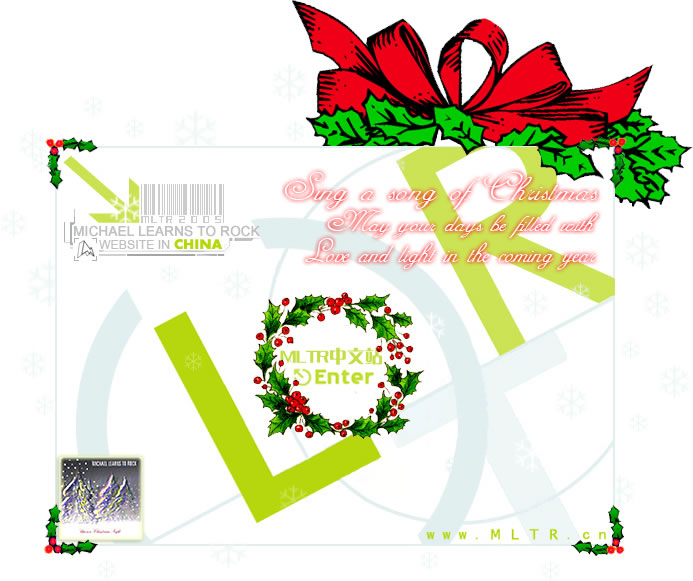 Sing a song of Christmas
May your days be filled with
Love and light in the coming year
MLTR 2005
MICHAEL LEARNS TO ROCK
WEBSITE IN CHINA
MLTR中文站
Enter
MICHAEL LEARNS TO ROCK
www.MLTR.cn